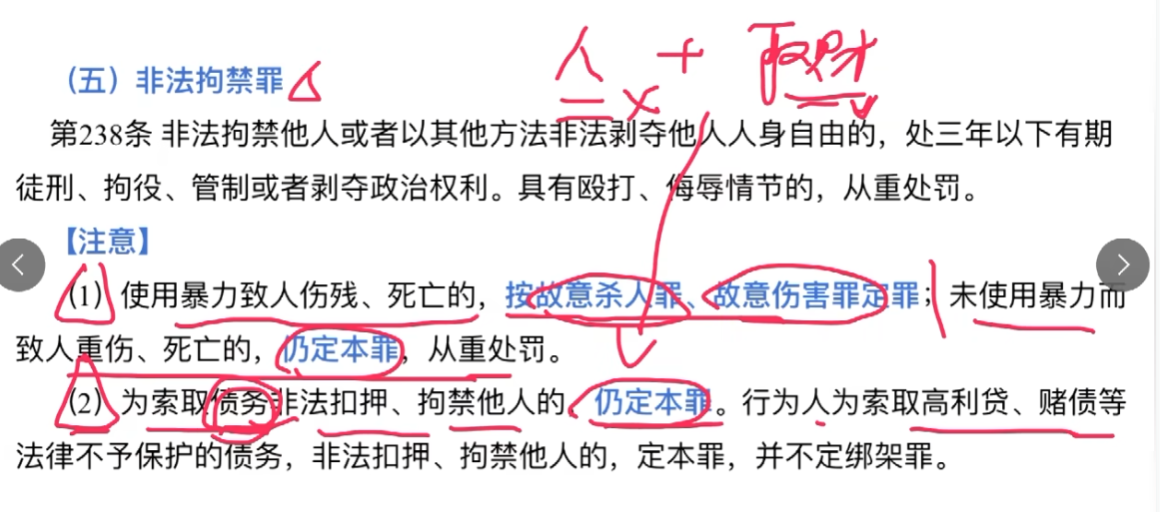 人 + 取财
（五）非法拘禁罪
第238条 非法拘禁他人或者以其他方法非法剥夺他人人身自由的，处三年以下有期
徒刑、拘役、管制或者剥夺政治权利。具有殴打、侮辱情节的，从重处罚。
【注意】
（1）使用暴力致人伤残、死亡的，按故意杀人罪、故意伤害罪定罪；未使用暴力而
致人重伤、死亡的，仍定本罪，从重处罚。
（2）为索取债务非法扣押、拘禁他人的，仍定本罪。行为人为索取高利贷、赌债等
法律不予保护的债务，非法扣押、拘禁他人的，定本罪，并不定绑架罪。